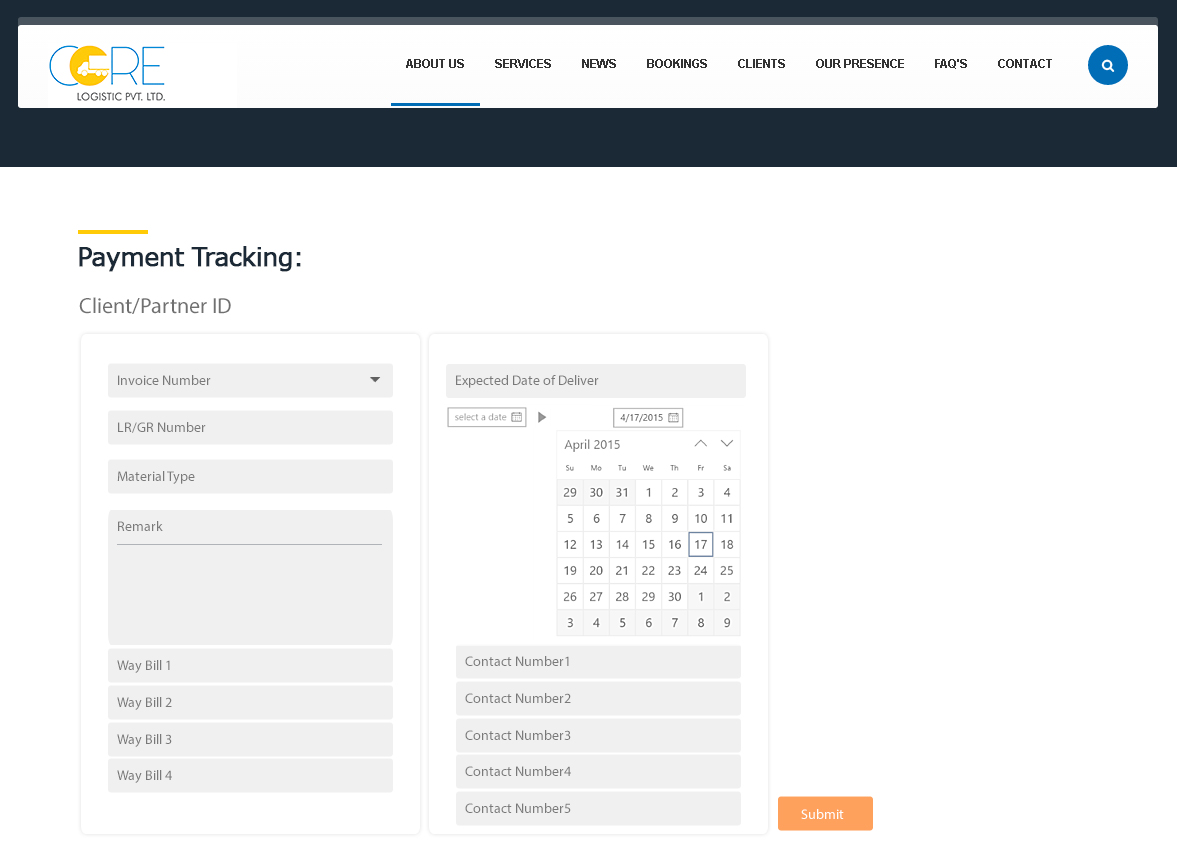 CORE
LOGISTIC PVT. LTD.
ABOUT US SERVICES NEWS BOOKINGS CLIENTS OUR PRESENCE FAQ'S CONTACT
Payment Tracking:
Client/Partner ID
Invoice Number
LR/GR Number
Material Type
Remark
Way Bill 1
Way Bill 2
Way Bill 3
Way Bill 4
Expected Date of Deliver
select a date 4/17/2015
April 2015
Su Mo Tu We Th Fr Sa
29 30 31 1 2 3 4
5 6 7 8 9 10 11
12 13 14 15 16 17 18
19 20 21 22 23 24 25
26 27 28 29 30 1 2
3 4 5 6 7 8 9
Contact Number1
Contact Number2
Contact Number3
Contact Number4
Contact Number5
Submit